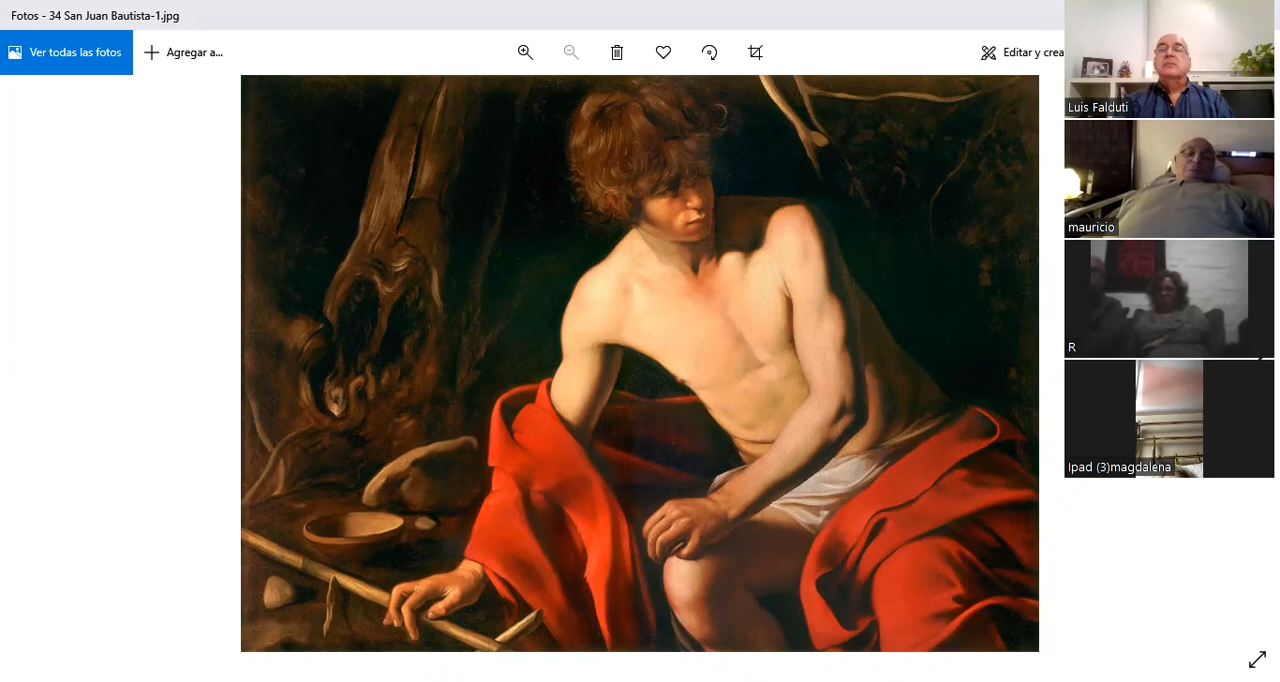 Fotos - 34 San Juan Bautista-1.jpg
Ver todas las fotos
Agregar a...
Editar y crea
Luis Falduti
mauricio
R
Ipad (3)magdalena